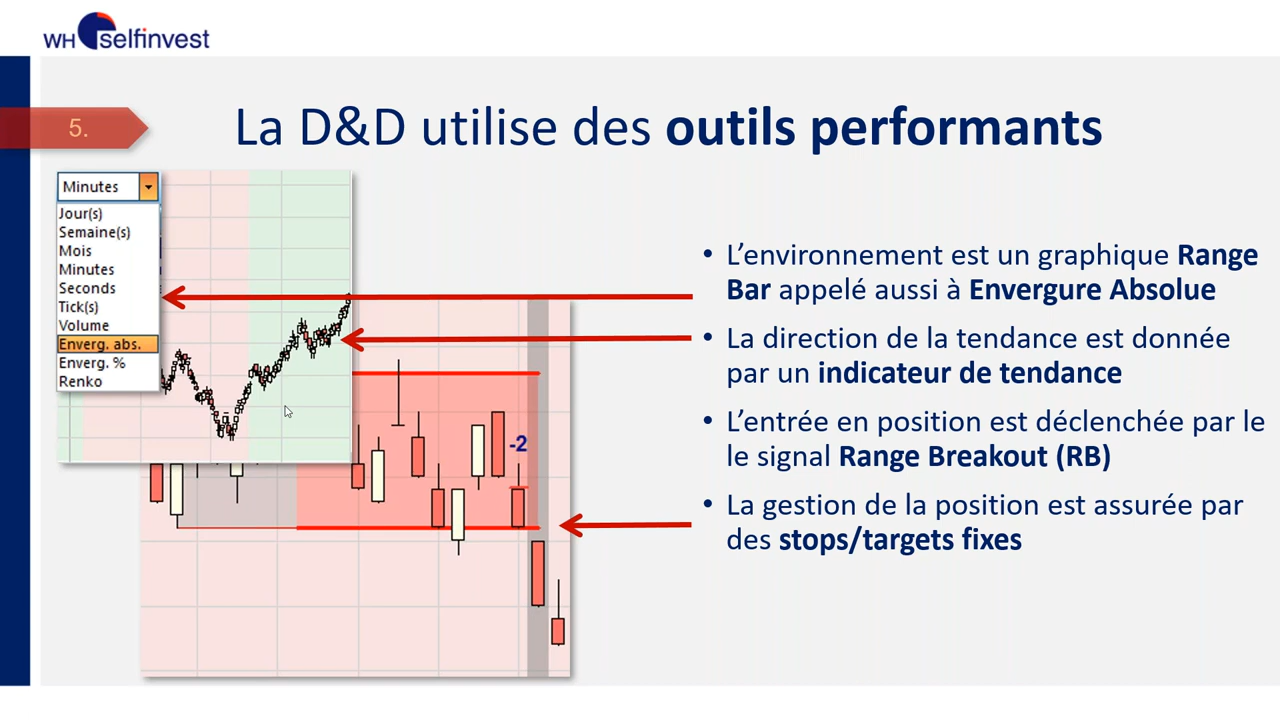 WH selfinvest
5.
La D&D utilise des outils performants
Minutes
Jour(s)
Semaine(s)
Mois
Minutes
Seconds
Tick(s)
Volume
Enverg. abs.
Enverg. %
Renko
-2
• L’environnement est un graphique Range
Bar appelé aussi à Envergure Absolue
• La direction de la tendance est donnée
par un indicateur de tendance
• L’entrée en position est déclenchée par le
le signal Range Breakout (RB)
• La gestion de la position est assurée par
des stops/targets fixes